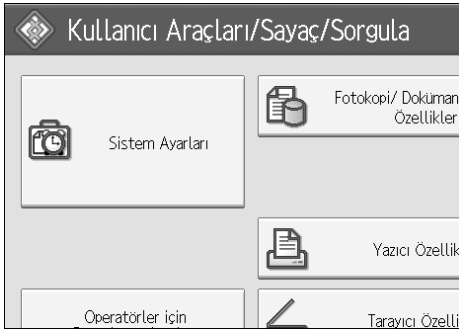 Kullanıcı Araçları/Sayaç/Sorgula
Sistem Ayarları
Fotokopi/ Doküman
Özellikler
Yazıcı Özellik
Operatörler için
Tarayıcı Özelli